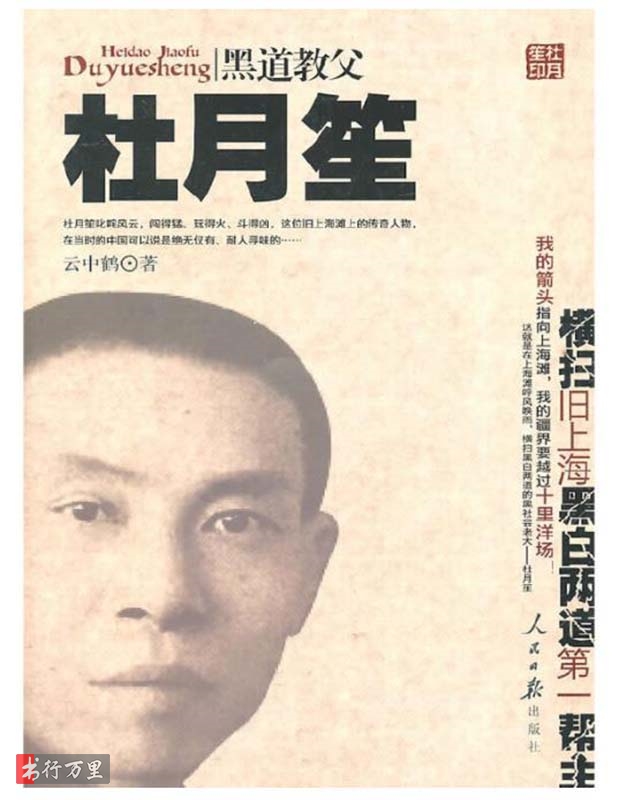 Heidao Jiaofu
Duyuesheng
黑道教父
杜月笙印
杜月笙
杜月笙叱咤风云，闯得猛、玩得火、斗得凶，这位旧上海滩上的传奇人物，
在当时的中国可以说是绝无仅有、耐人寻味的……
云中鹤⊙著
横扫旧上海黑白两道第一帮主
我的箭头指向上海滩，我的疆界要越过十里洋场……
这就是在上海滩呼风唤雨、横扫黑白两道的黑社会老大——杜月笙
人民日报出版社
书行万里